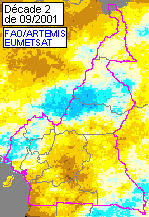 Décade 2
de 09/2001
FAO/ARTEMIS
EUMETSAT